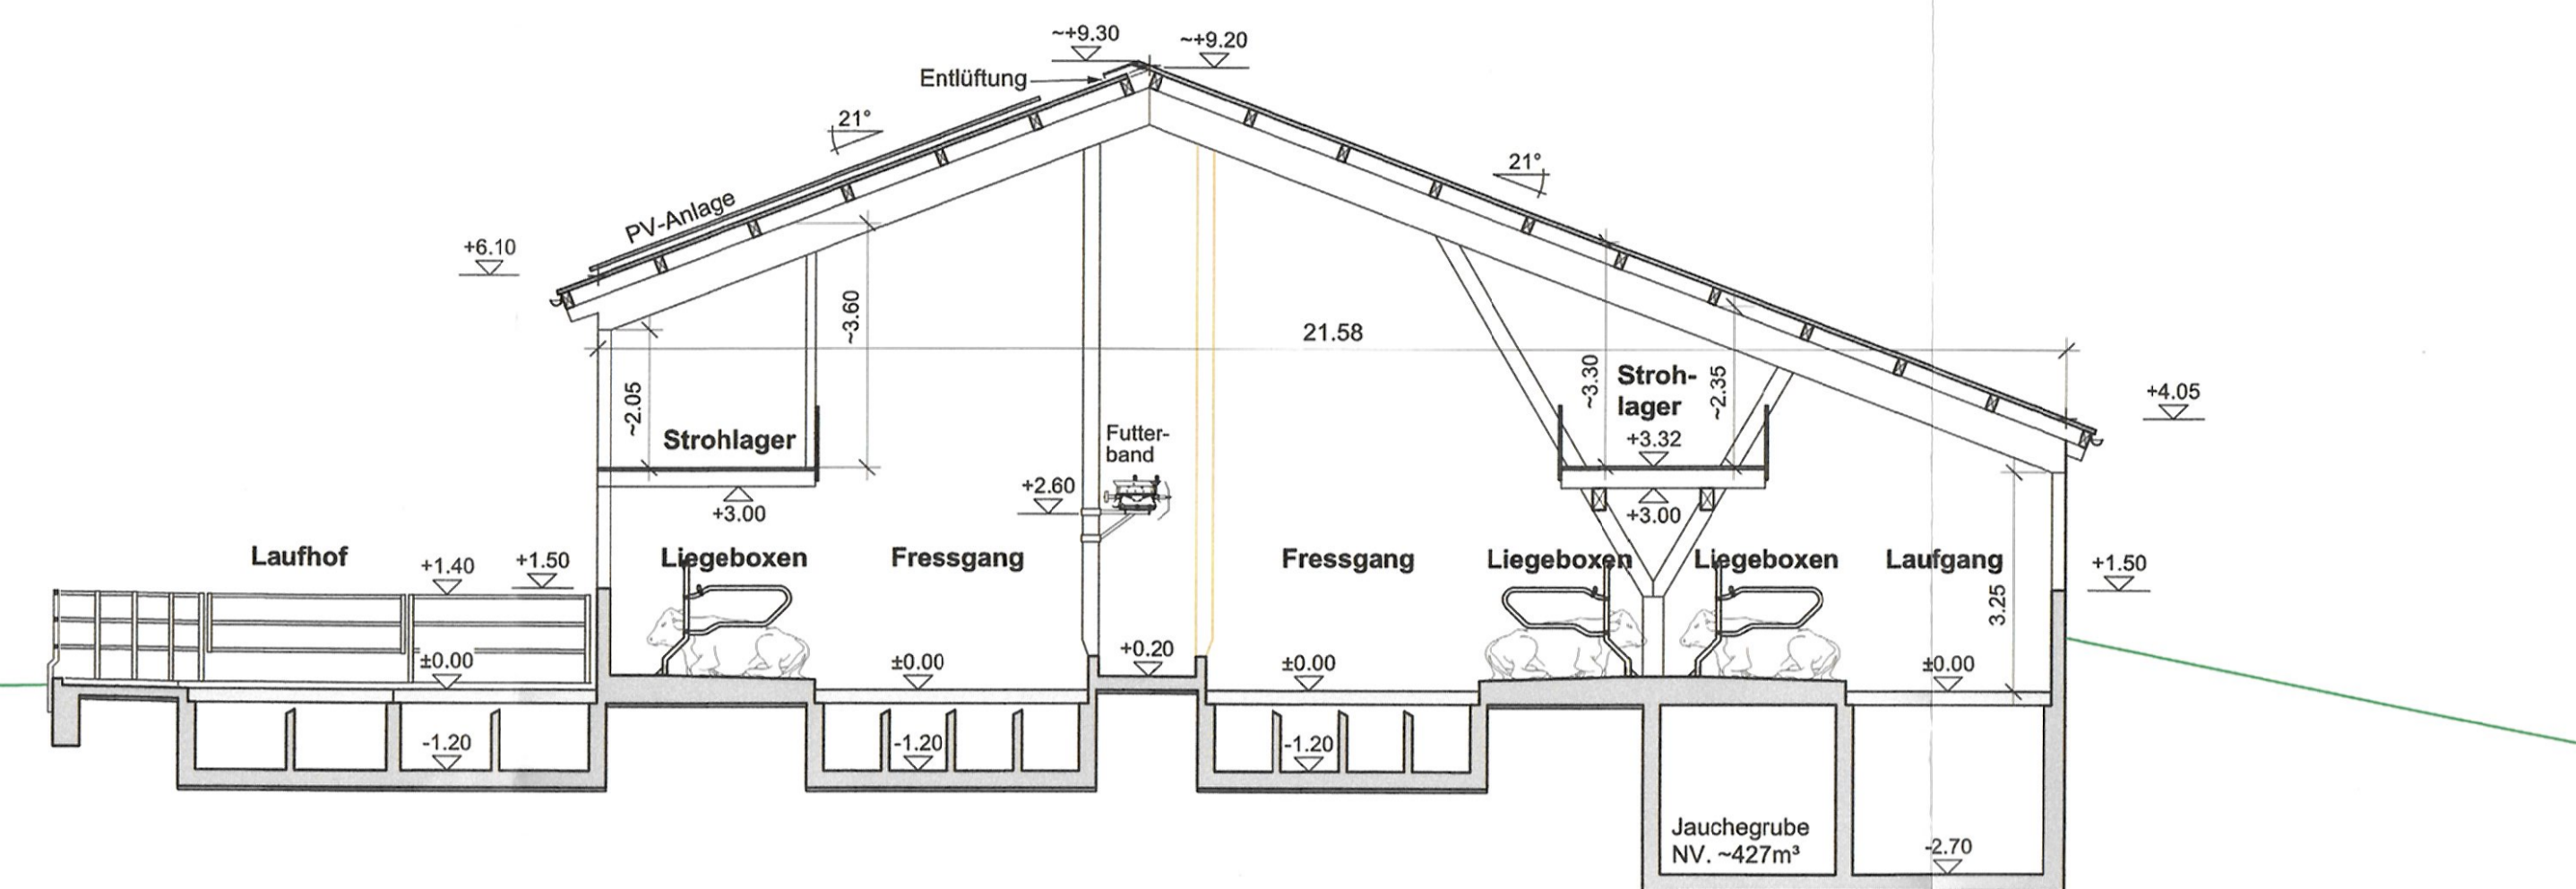 ~+9.30
~+9.20
Entlüftung
21°
21°
PV-Anlage
+6.10
~3.60
21.58
~2.05
~3.30
Stroh-
lager
~2.35
+4.05
Strohlager
Futter-
band
+3.32
+2.60
+3.00
+3.00
Laufhof
+1.40
+1.50
Liegeboxen
Fressgang
Fressgang
Liegeboxen
Liegeboxen
Laufgang
+1.50
3.25
±0.00
±0.00
+0.20
±0.00
±0.00
-1.20
-1.20
-1.20
Jauchegrube
NV. ~427m³
-2.70